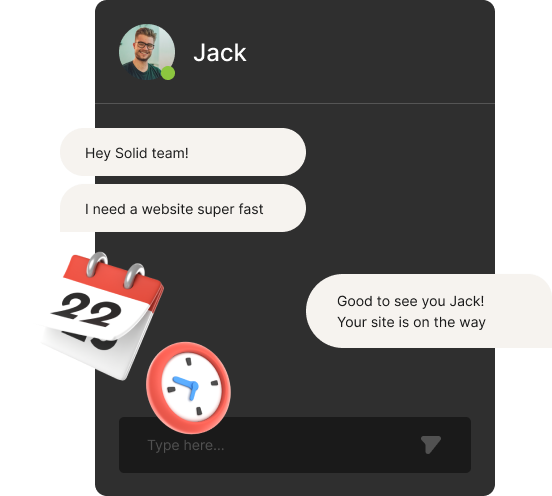 Jack
Hey Solid team!
I need a website super fast
22
Good to see you Jack!
Your site is on the way
Type here...